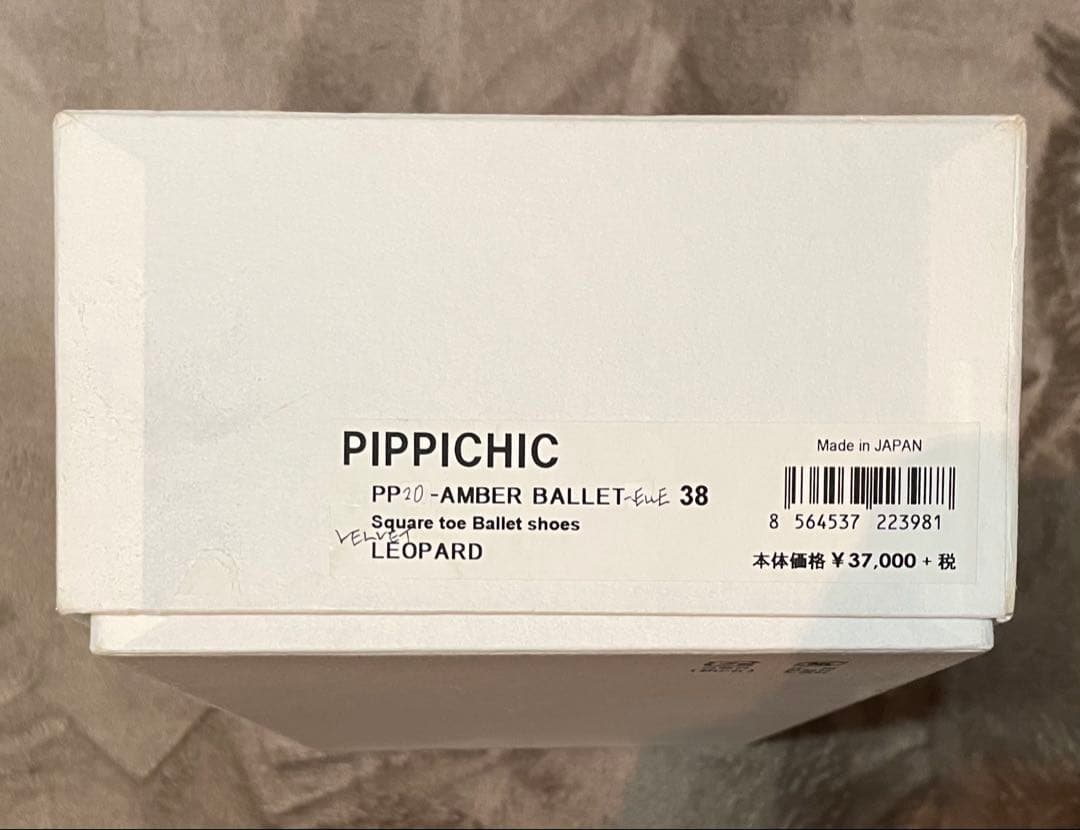 PIPPICHIC
PP20-AMBER BALLET 38
Square toe Ballet shoes
VELVET
LEOPARD
Made in JAPAN
8 564537 223981
本体価格 ¥37,000 + 税